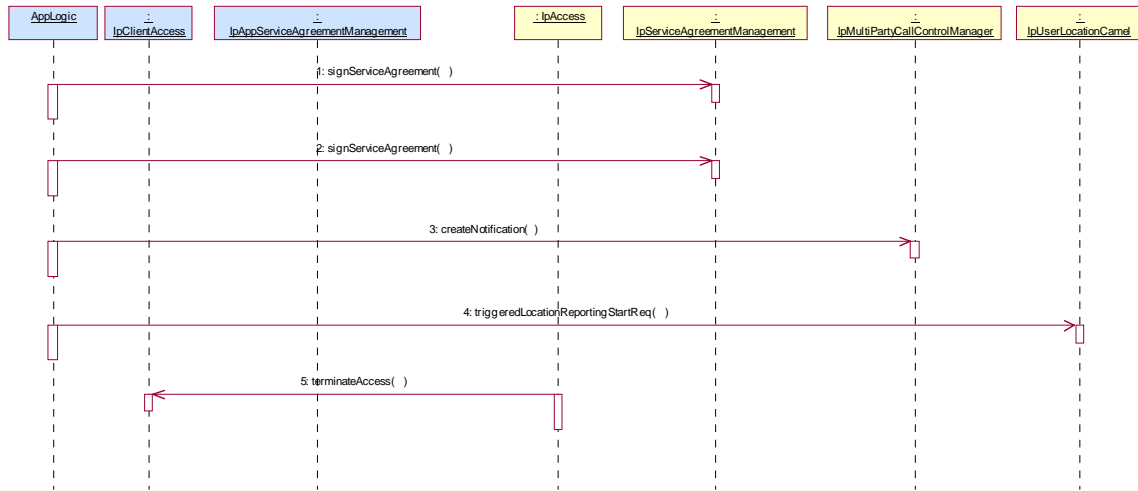 AppLogic
:
IpClientAccess
:
IpAppServiceAgreementManagement
: IpAccess
:
IpServiceAgreementManagement
:
IpMultiPartyCallControlManager
:
IpUserLocationCamel
1: signServiceAgreement( )
2: signServiceAgreement( )
3: createNotification( )
4: triggeredLocationReportingStartReq( )
5: terminateAccess( )